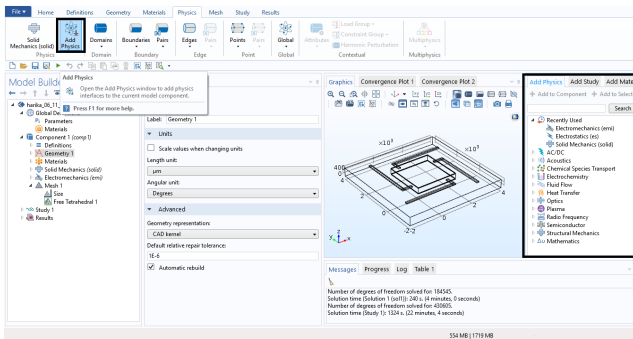 File
Home
Definitions
Geometry
Materials
Physics
Mesh
Study
Results
Solid
Mechanics (solid)
Add
Physics
Domains
Boundaries
Pairs
Edges
Pairs
Points
Pairs
Global
Attributes
Load Group
Constraint Group
Harmonic Perturbation
Multiphysics
Physics
Domain
Boundary
Edge
Point
Global
Contextual
Multiphysics
Add Physics
Open the Add Physics window to add physics
interfaces to the current model component.
Press F1 for more help.
Model Builde
harika_06_11_
Global De
Parameters
Materials
Component 1 (comp1)
Definitions
Geometry 1
Materials
Solid Mechanics (solid)
Electromechanics (emi)
Mesh 1
Size
Free Tetrahedral 1
Study 1
Results
Label: Geometry 1
Units
Scale values when changing units
Length unit:
µm
Angular unit:
Degrees
Advanced
Geometry representation:
CAD kernel
Default relative repair tolerance:
1E-6
Automatic rebuild
Graphics
Convergence Plot 1
Convergence Plot 2
×10³
×10³
400
0
4
2
0
-2
-2
0
2
4
z
y
x
Messages
Progress
Log
Table 1
Number of degrees of freedom solved for: 184545.
Solution time (Solution 1 (sol1)): 240 s. (4 minutes, 0 seconds)
Number of degrees of freedom solved for: 430605.
Solution time (Study 1): 1324 s. (22 minutes, 4 seconds)
Add Physics
Add Study
Add Mate
Add to Component
Add to Select
Search
Recently Used
Electromechanics (emi)
Electrostatics (es)
Solid Mechanics (solid)
AC/DC
Acoustics
Chemical Species Transport
Electrochemistry
Fluid Flow
Heat Transfer
Optics
Plasma
Radio Frequency
Semiconductor
Structural Mechanics
Δu Mathematics
554 MB | 1719 MB